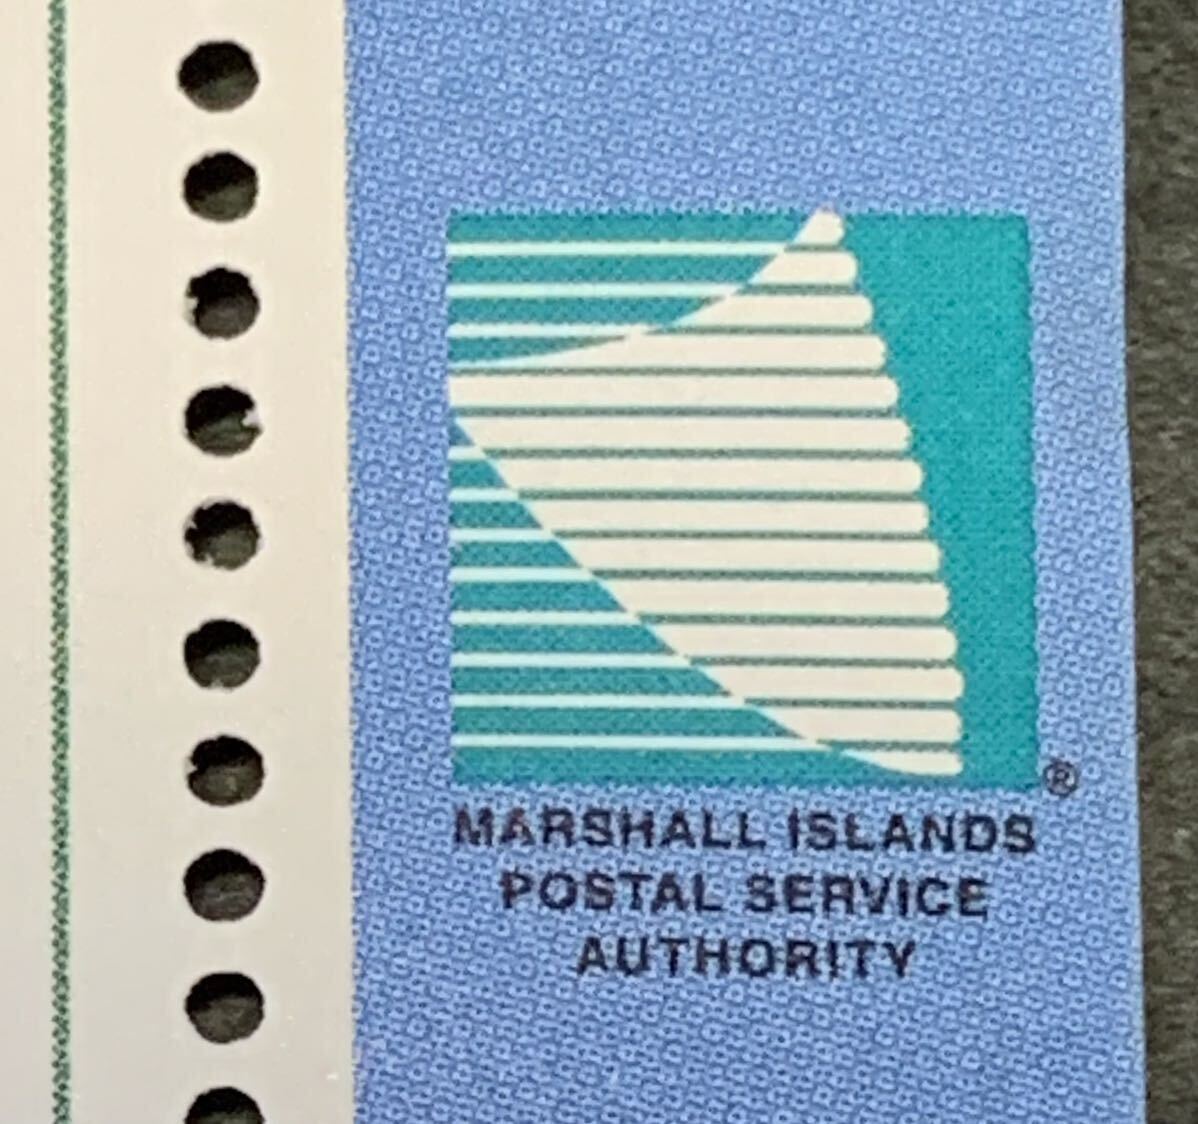 ®
MARSHALL ISLANDS
POSTAL SERVICE
AUTHORITY